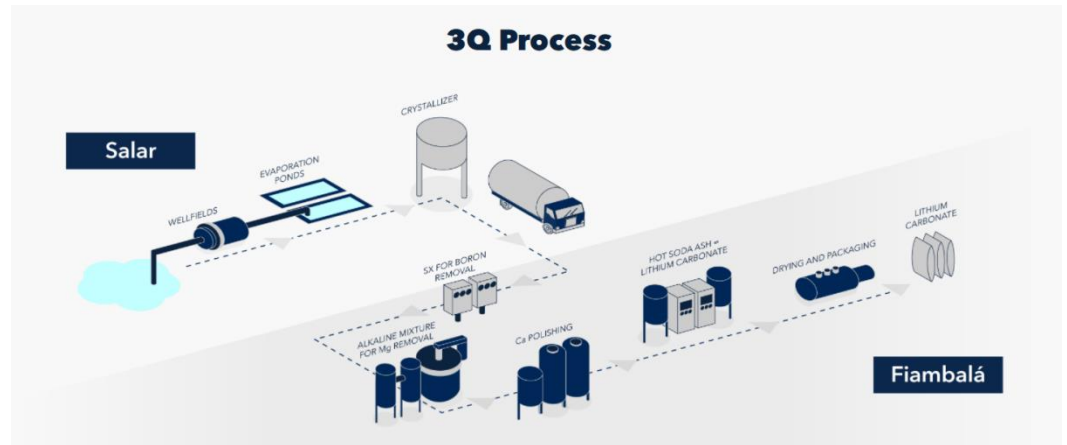 3Q Process
Salar
WELLFIELDS
EVAPORATION
PONDS
CRYSTALLIZER
SX FOR BORON
REMOVAL
ALKALINE MIXTURE
FOR Mg REMOVAL
Ca POLISHING
HOT SODA ASH =
LITHIUM CARBONATE
DRYING AND PACKAGING
LITHIUM
CARBONATE
Fiambalá